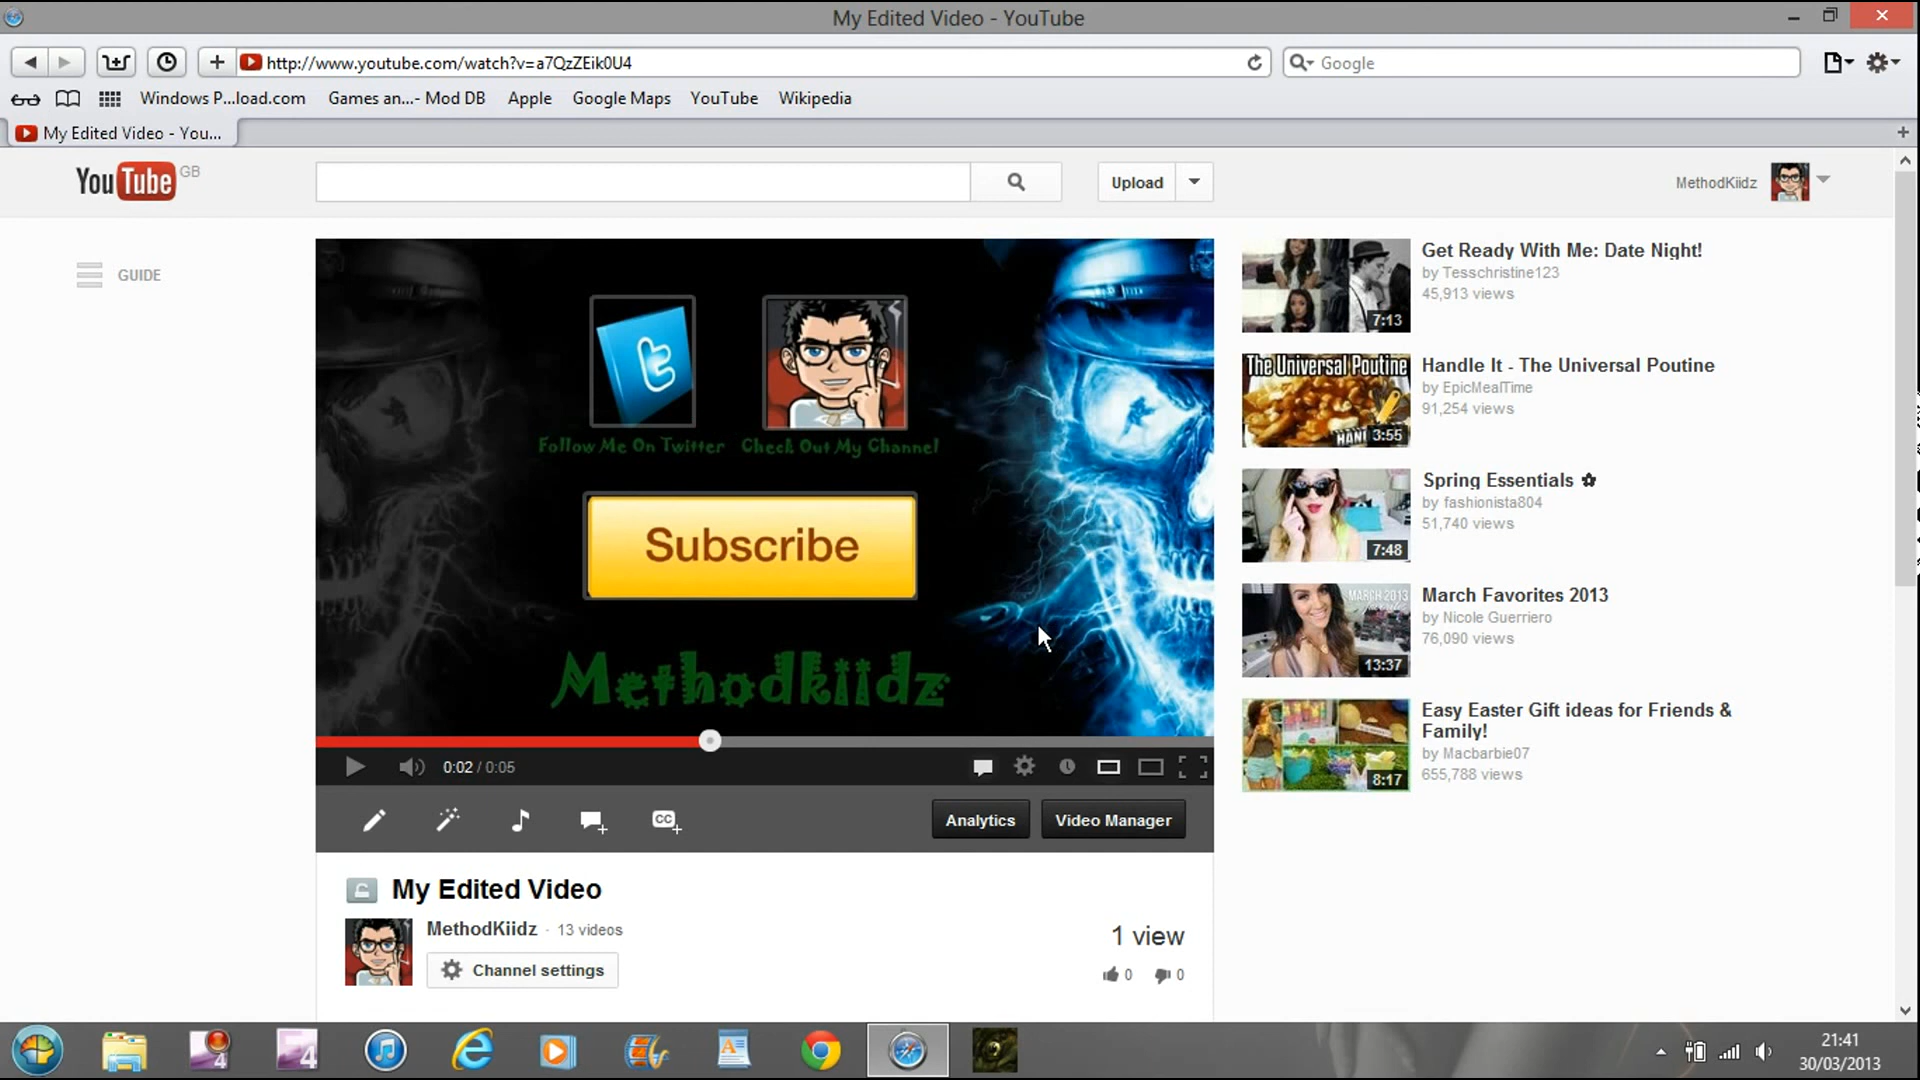 My Edited Video - YouTube
http://www.youtube.com/watch?v=a7QzZEik0U4
Google
Windows P...load.com
Games an...- Mod DB
Apple
Google Maps
YouTube
Wikipedia
My Edited Video - You...
YouTube GB
Upload
MethodKiidz
GUIDE
Follow Me On Twitter
Check Out My Channel
Subscribe
Methodkiidz
0:02 / 0:05
CC
Analytics
Video Manager
My Edited Video
MethodKiidz · 13 videos
Channel settings
1 view
0
0
7:13
Get Ready With Me: Date Night!
by Tesschristine123
45,913 views
The Universal Poutine
3:55
Handle It - The Universal Poutine
by EpicMealTime
91,254 views
7:48
Spring Essentials ✿
by fashionista804
51,740 views
MARCH 2013
13:37
March Favorites 2013
by Nicole Guerriero
76,090 views
8:17
Easy Easter Gift ideas for Friends &
Family!
by Macbarbie07
655,788 views
4
4
21:41
30/03/2013